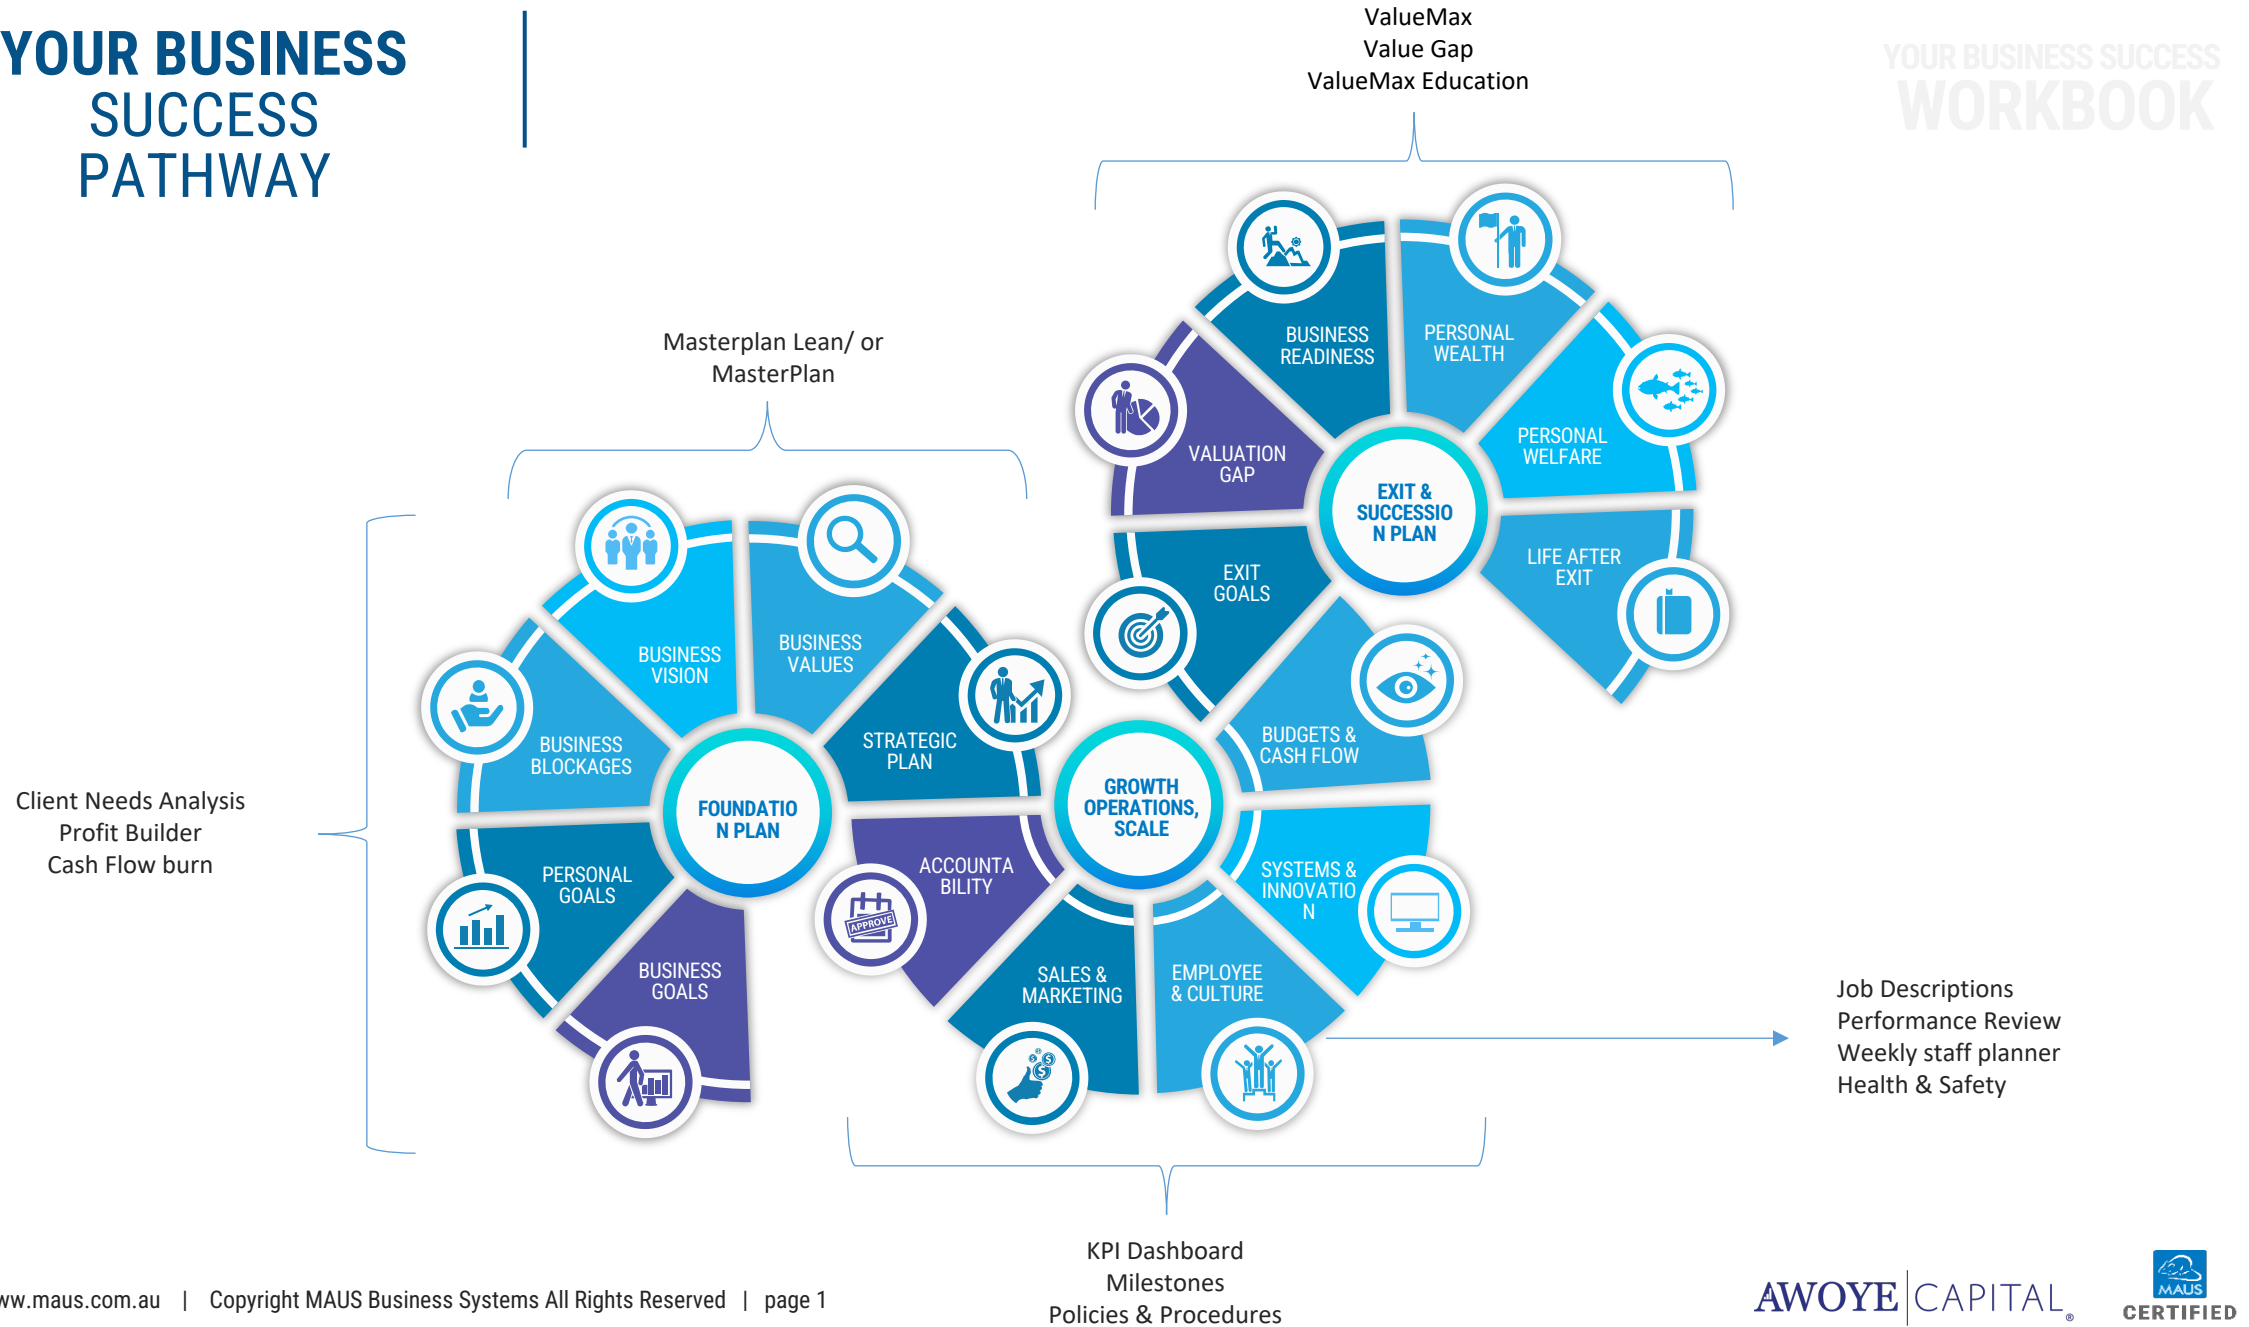 YOUR BUSINESS
SUCCESS
PATHWAY
YOUR BUSINESS SUCCESS
WORKBOOK
ValueMax
Value Gap
ValueMax Education
Masterplan Lean/ or
MasterPlan
Client Needs Analysis
Profit Builder
Cash Flow burn
FOUNDATIO
N PLAN
BUSINESS
GOALS
PERSONAL
GOALS
BUSINESS
BLOCKAGES
BUSINESS
VISION
BUSINESS
VALUES
STRATEGIC
PLAN
GROWTH
OPERATIONS,
SCALE
ACCOUNTA
BILITY
APPROVE
SALES &
MARKETING
EMPLOYEE
& CULTURE
SYSTEMS &
INNOVATIO
N
BUDGETS &
CASH FLOW
EXIT &
SUCCESSIO
N PLAN
EXIT
GOALS
VALUATION
GAP
BUSINESS
READINESS
PERSONAL
WEALTH
PERSONAL
WELFARE
LIFE AFTER
EXIT
Job Descriptions
Performance Review
Weekly staff planner
Health & Safety
KPI Dashboard
Milestones
Policies & Procedures
ww.maus.com.au | Copyright MAUS Business Systems All Rights Reserved | page 1
AWOYE CAPITAL®
MAUS
CERTIFIED